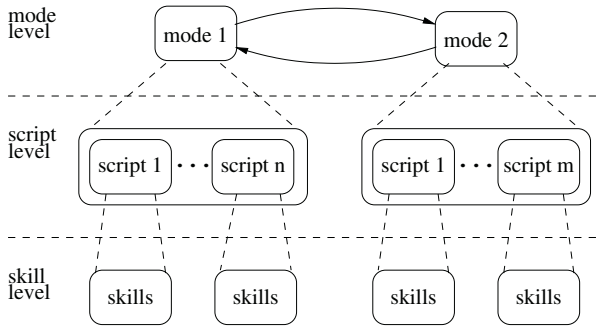 mode
level
mode 1
mode 2
script
level
script 1 ··· script n
script 1 ··· script m
skill
level
skills
skills
skills
skills